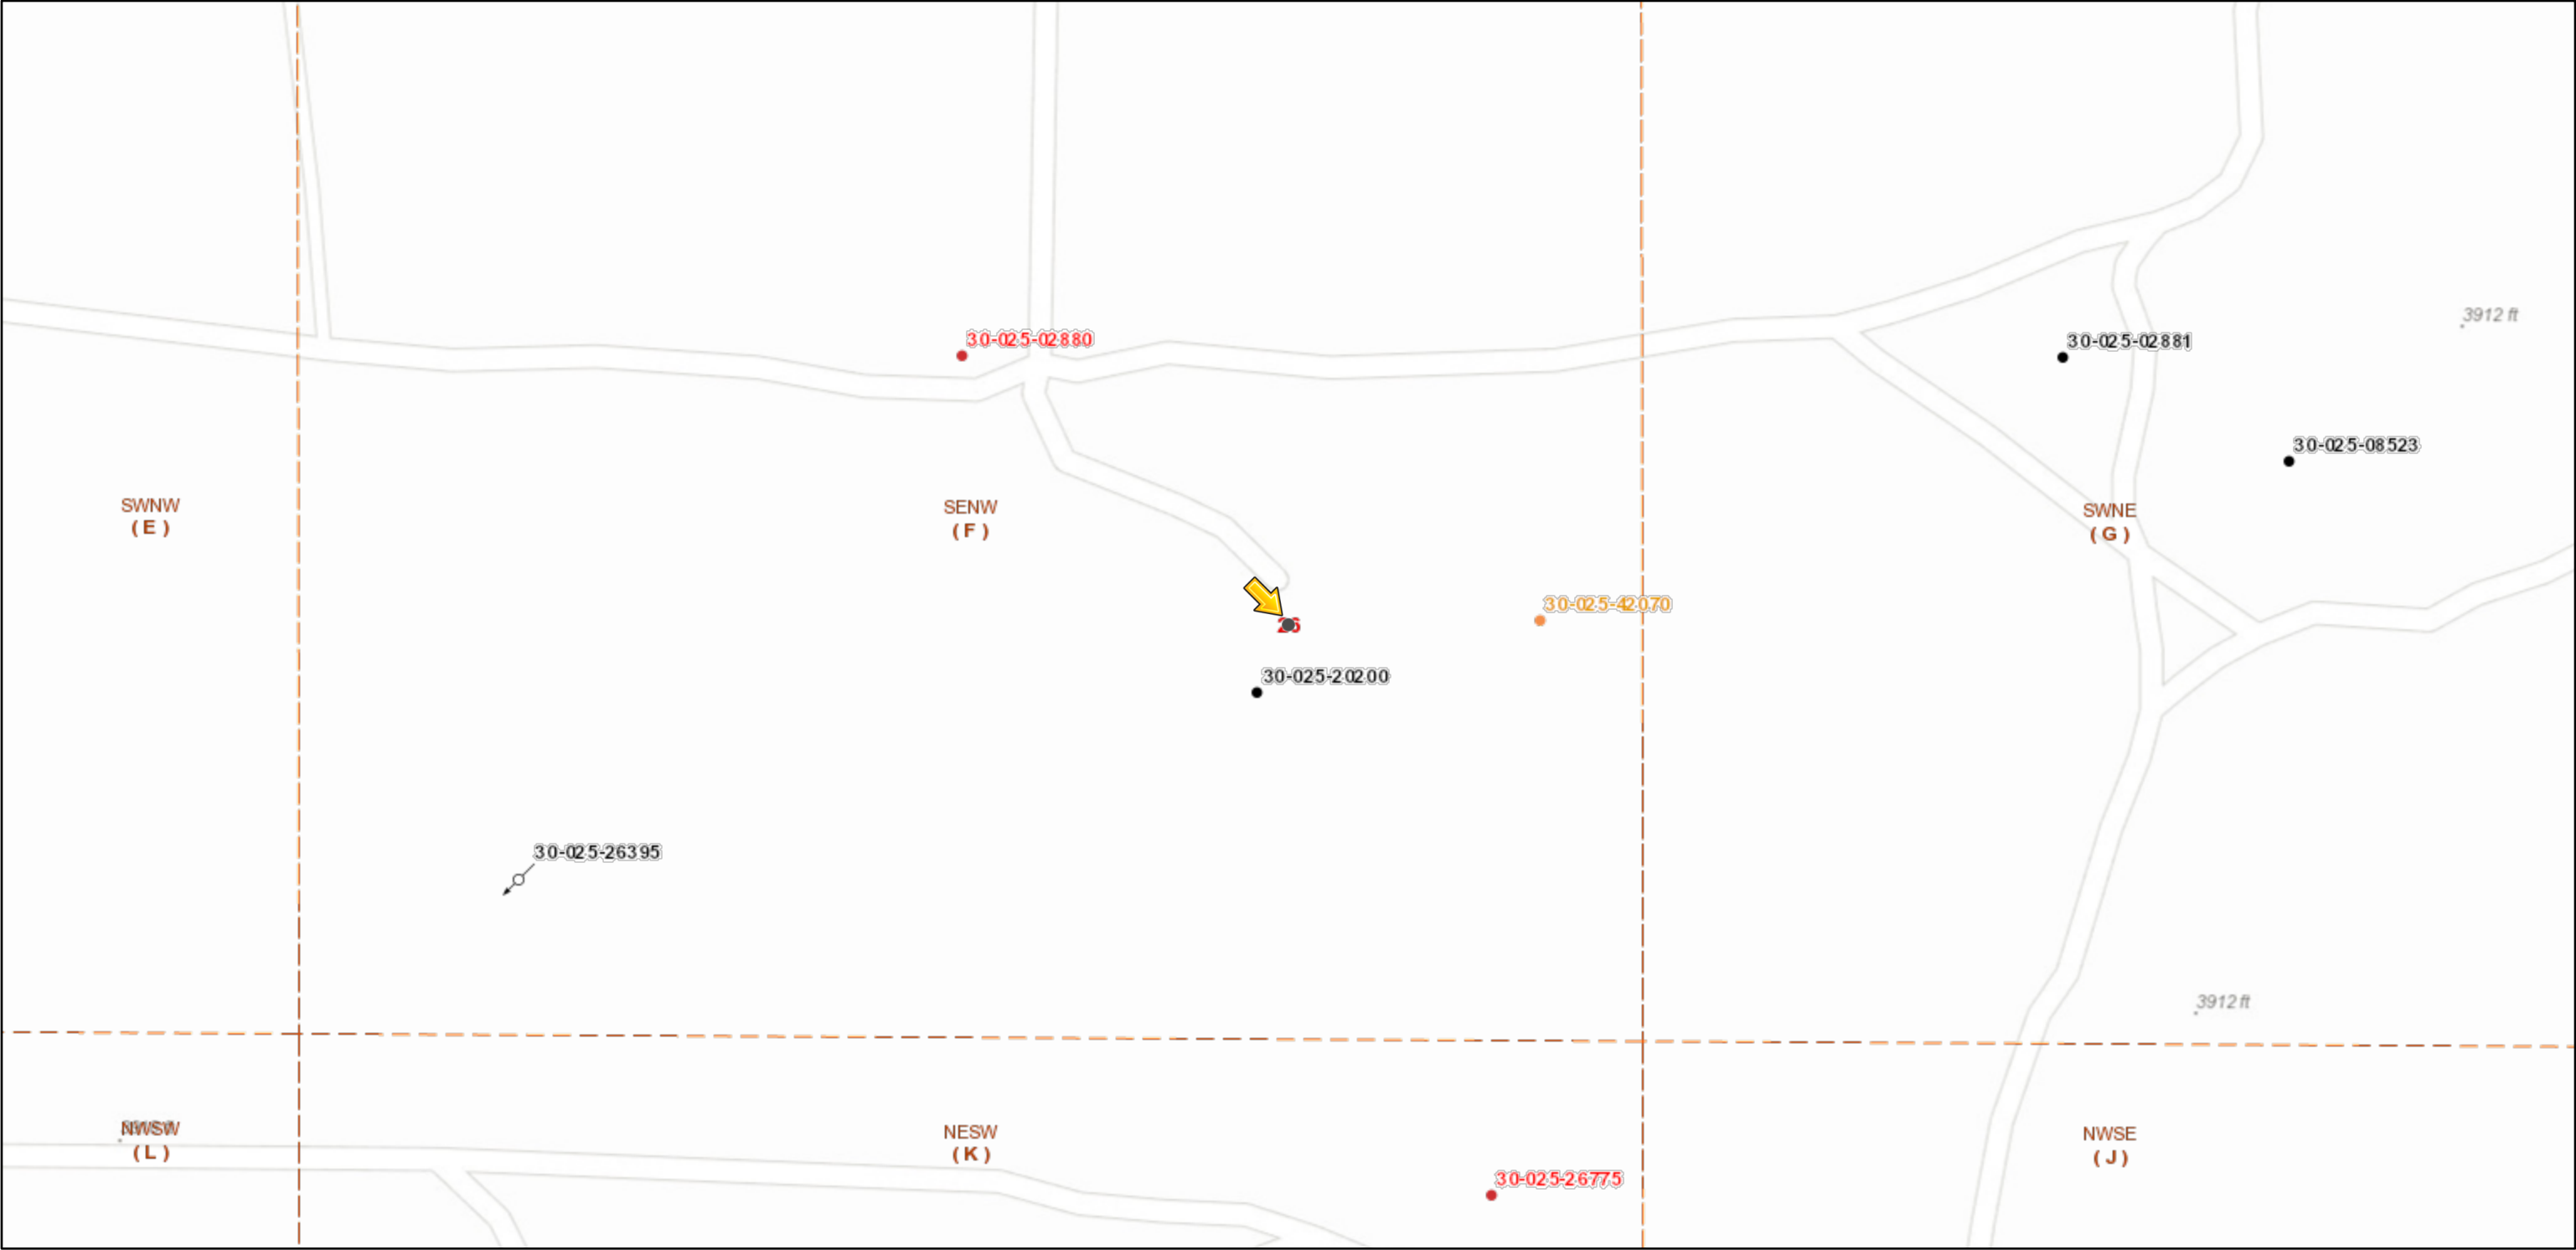 3912 ft
30-025-02880
30-025-02881
30-025-08523
SWNW
( E )
SENW
( F )
SWNE
( G )
30-025-42070
26
30-025-20200
30-025-26395
3912 ft
NWSW
( L )
NESW
( K )
NWSE
( J )
30-025-26775